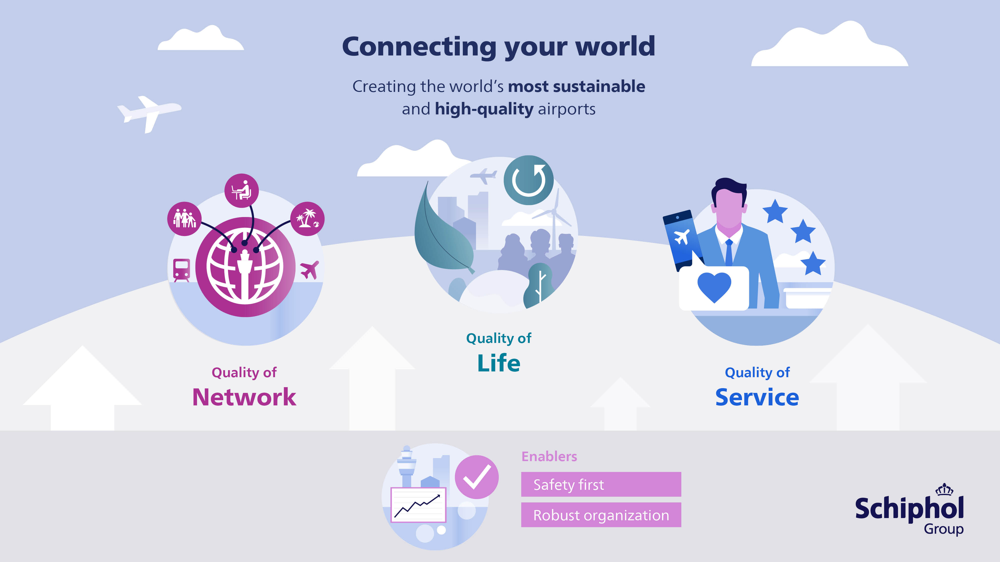 Connecting your world
Creating the world's most sustainable
and high-quality airports
Quality of
Network
Quality of
Life
Quality of
Service
Enablers
Safety first
Robust organization
Schiphol
Group